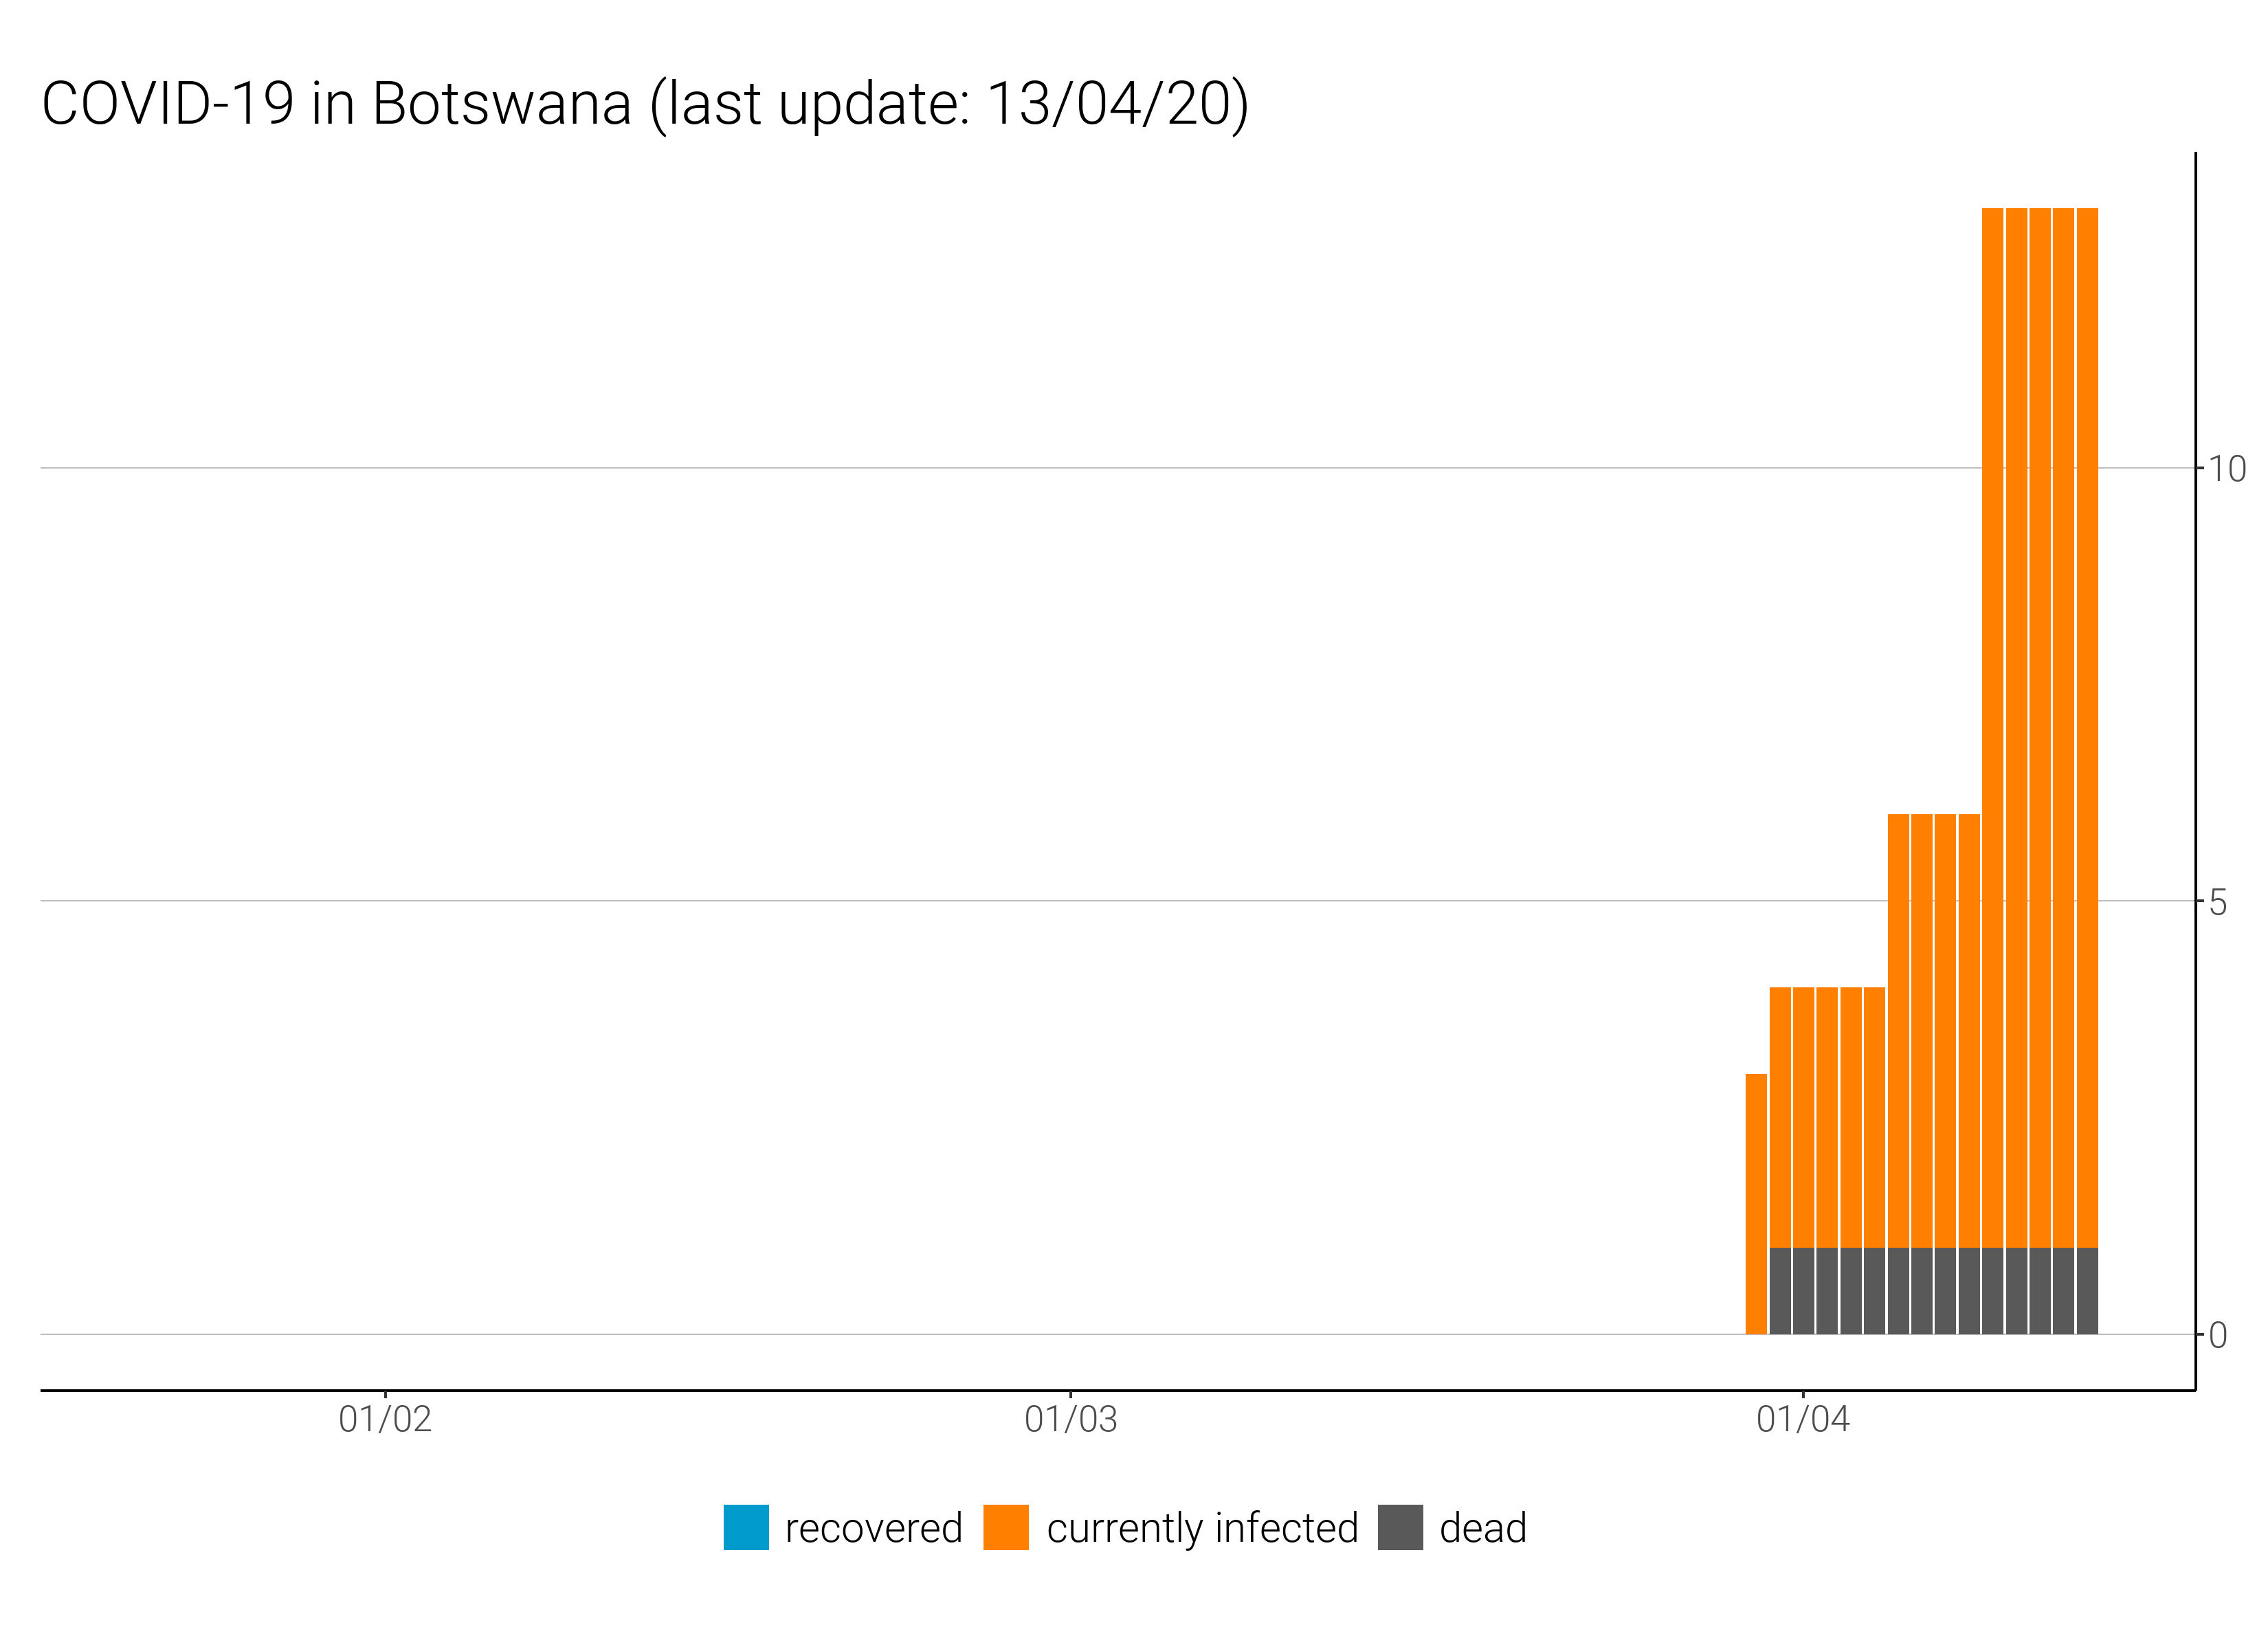 COVID-19 in Botswana (last update: 13/04/20)
10
5
0
01/02 01/03 01/04
recovered currently infected dead